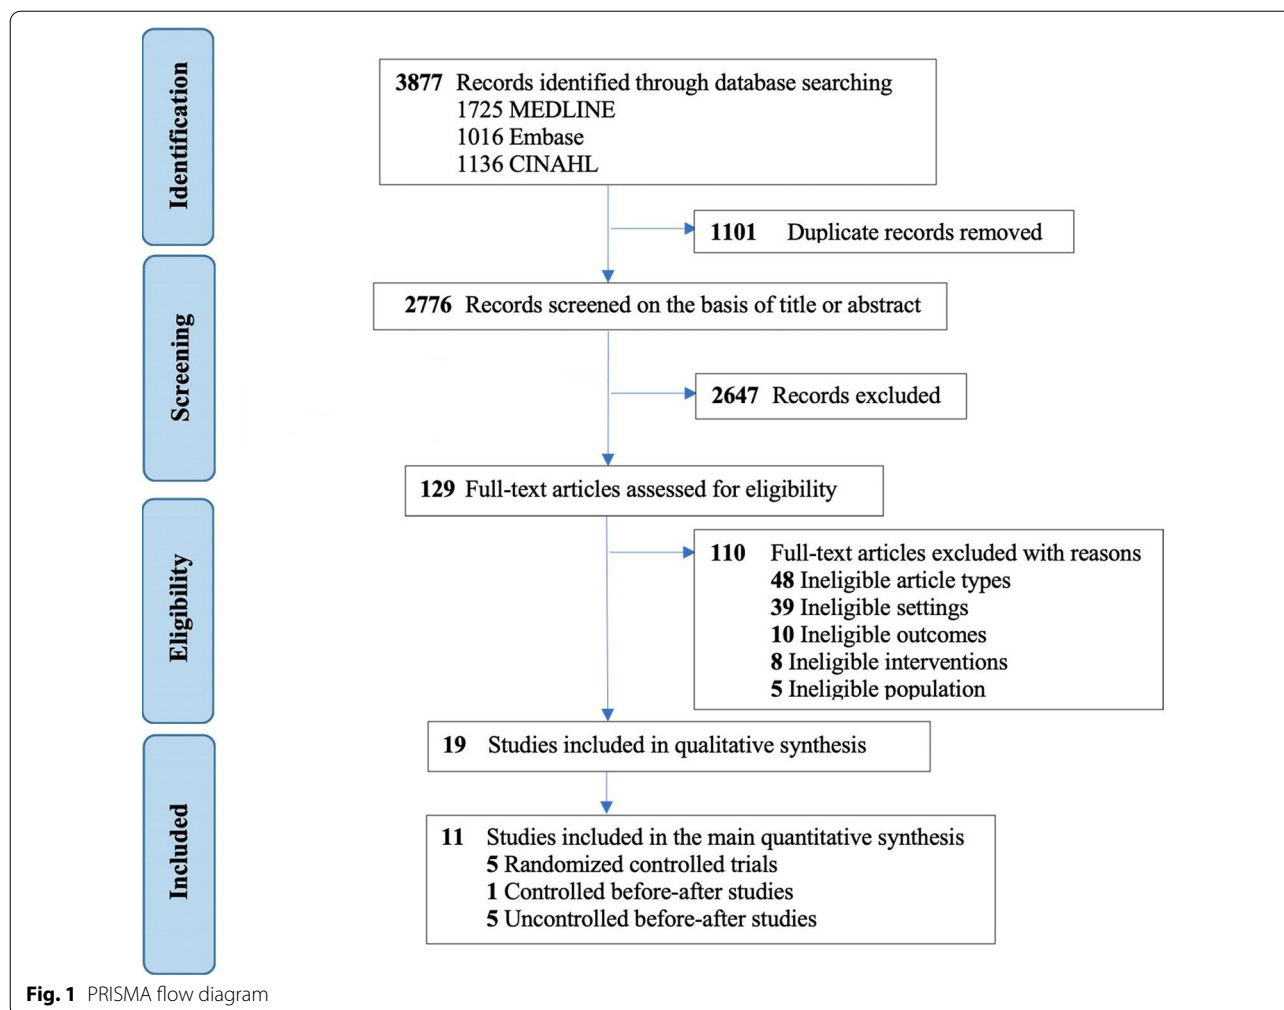 Identification
3877 Records identified through database searching
1725 MEDLINE
1016 Embase
1136 CINAHL
1101 Duplicate records removed
Screening
2776 Records screened on the basis of title or abstract
2647 Records excluded
129 Full-text articles assessed for eligibility
Eligibility
110 Full-text articles excluded with reasons
48 Ineligible article types
39 Ineligible settings
10 Ineligible outcomes
8 Ineligible interventions
5 Ineligible population
19 Studies included in qualitative synthesis
Included
11 Studies included in the main quantitative synthesis
5 Randomized controlled trials
1 Controlled before-after studies
5 Uncontrolled before-after studies
Fig. 1 PRISMA flow diagram